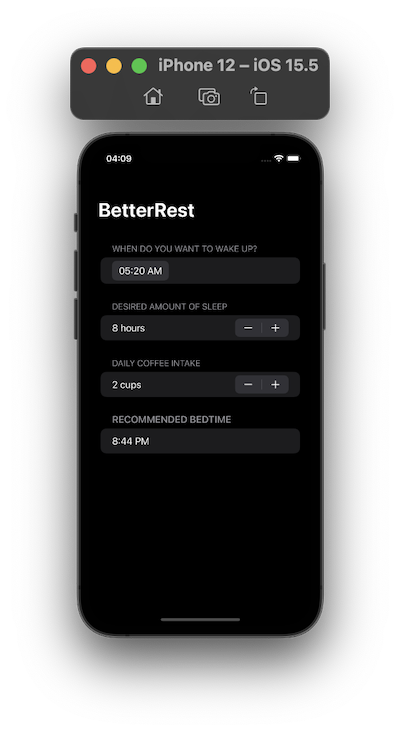 iPhone 12 – iOS 15.5
04:09
BetterRest
WHEN DO YOU WANT TO WAKE UP?
05:20 AM
DESIRED AMOUNT OF SLEEP
8 hours
DAILY COFFEE INTAKE
2 cups
RECOMMENDED BEDTIME
8:44 PM